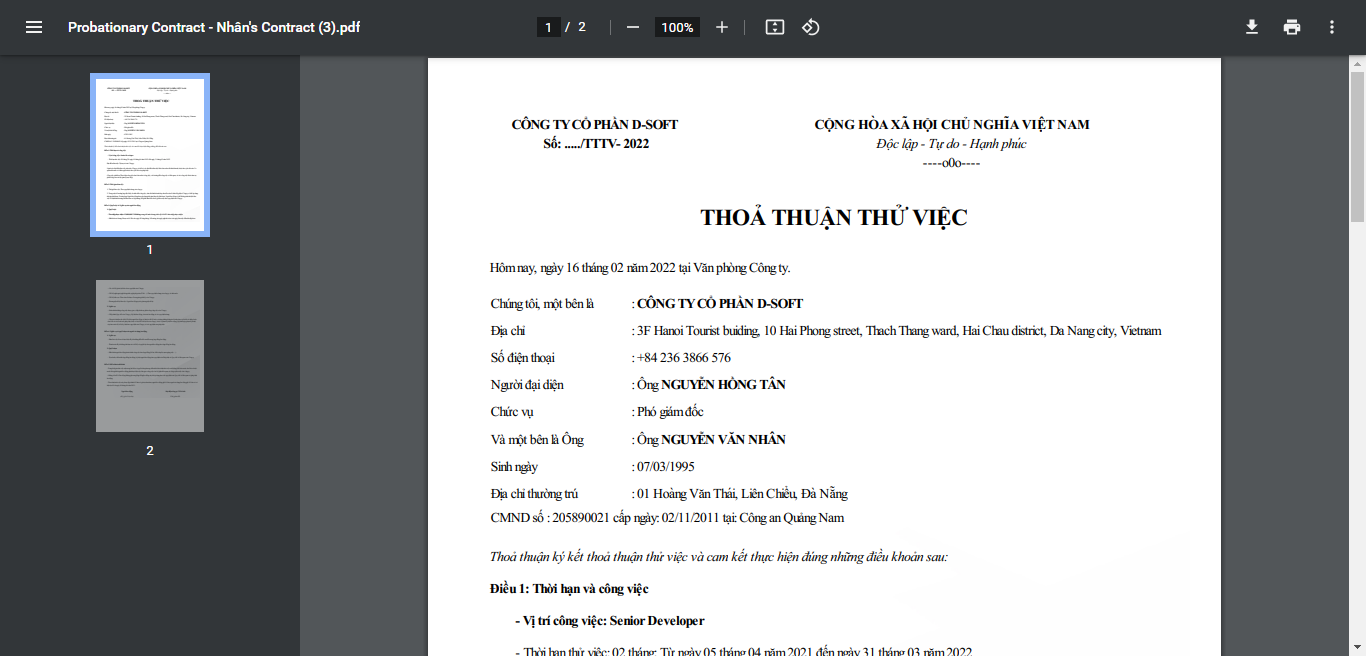 Probationary Contract - Nhân's Contract (3).pdf
1 / 2
100%
1
2
CÔNG TY CỔ PHẦN D-SOFT
Số: ...../TTTV- 2022
CỘNG HÒA XÃ HỘI CHỦ NGHĨA VIỆT NAM
Độc lập - Tự do - Hạnh phúc
----o0o----
THOẢ THUẬN THỬ VIỆC
Hôm nay, ngày 16 tháng 02 năm 2022 tại Văn phòng Công ty.
Chúng tôi, một bên là : CÔNG TY CỔ PHẦN D-SOFT
Địa chỉ : 3F Hanoi Tourist buiding, 10 Hai Phong street, Thach Thang ward, Hai Chau district, Da Nang city, Vietnam
Số điện thoại : +84 236 3866 576
Người đại diện : Ông NGUYỄN HỒNG TÂN
Chức vụ : Phó giám đốc
Và một bên là Ông : Ông NGUYỄN VĂN NHÂN
Sinh ngày : 07/03/1995
Địa chỉ thường trú : 01 Hoàng Văn Thái, Liên Chiểu, Đà Nẵng
CMND số : 205890021 cấp ngày: 02/11/2011 tại: Công an Quảng Nam
Thoả thuận ký kết thoả thuận thử việc và cam kết thực hiện đúng những điều khoản sau:
Điều 1: Thời hạn và công việc
- Vị trí công việc: Senior Developer
- Thời hạn thử việc: 02 tháng: Từ ngày 05 tháng 04 năm 2021 đến ngày 31 tháng 03 năm 2022